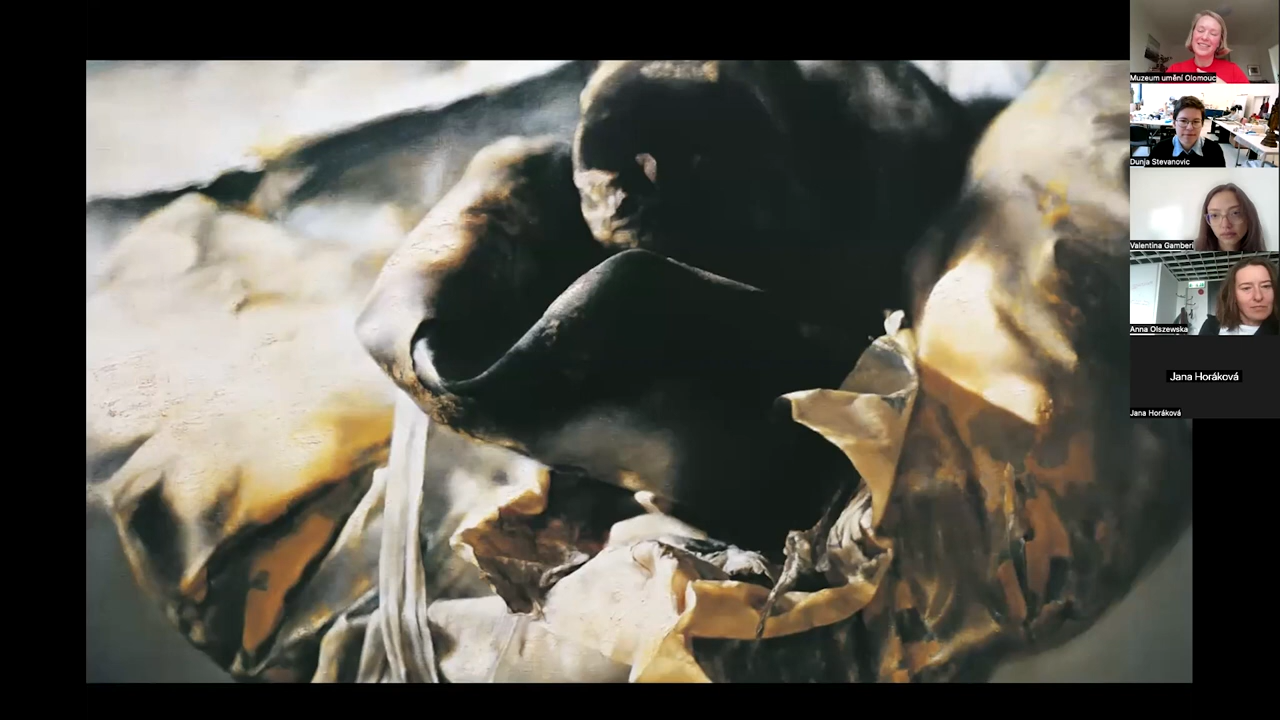 Muzeum umění Olomouc
Dunja Stevanovic
Valentina Gamberi
Anna Olszewska
Jana Horáková
Jana Horáková